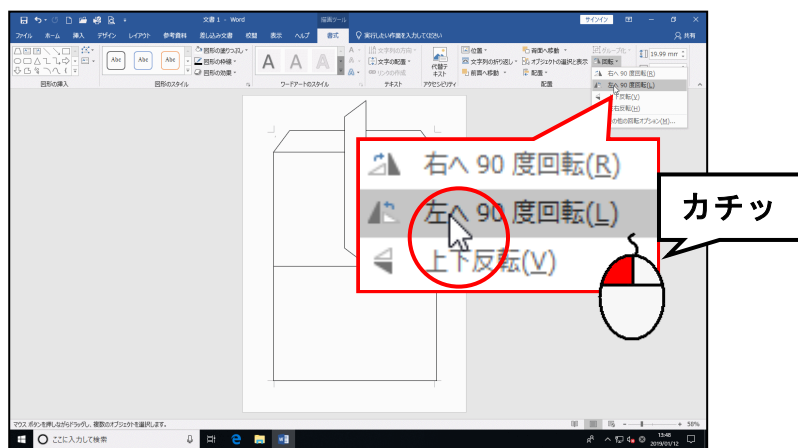 文書 1 - Word
描画ツール
サインイン
ファイル ホーム 挿入 デザイン レイアウト 参考資料 差し込み文書 校閲 表示 ヘルプ 書式 実行したい作業を入力してください 共有
図形の塗りつぶし
図形の枠線
図形の効果
Abc Abc Abc
A A A
文字列の方向
文字の配置
リンクの作成
代替テキスト
位置
文字列の折り返し
前面へ移動
背面へ移動
オブジェクトの選択と表示
配置
グループ化
回転
19.99 mm
図形の挿入 図形のスタイル ワードアートのスタイル テキスト アクセシビリティ 配置
右へ 90 度回転(R)
左へ 90 度回転(L)
下反転(V)
右反転(H)
の他の回転オプション(M)...
右へ 90 度回転(R)
左へ 90 度回転(L)
上下反転(V)
カチッ
マウス ボタンを押しながらドラッグし、複数のオブジェクトを選択します。
58%
ここに入力して検索
13:48
2019/01/12